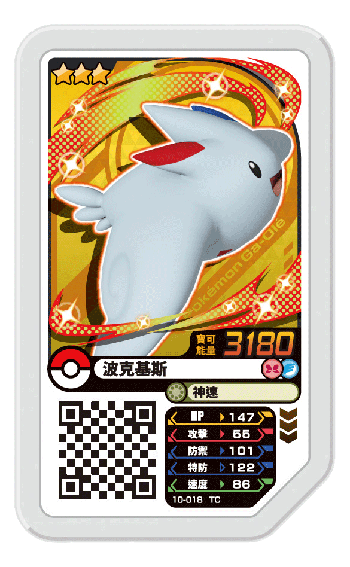 Pokémon Ga-Olé
寶可
能量 3180
波克基斯
神速
HP 147
攻擊 55
防禦 101
特防 122
速度 86
10-018 TC